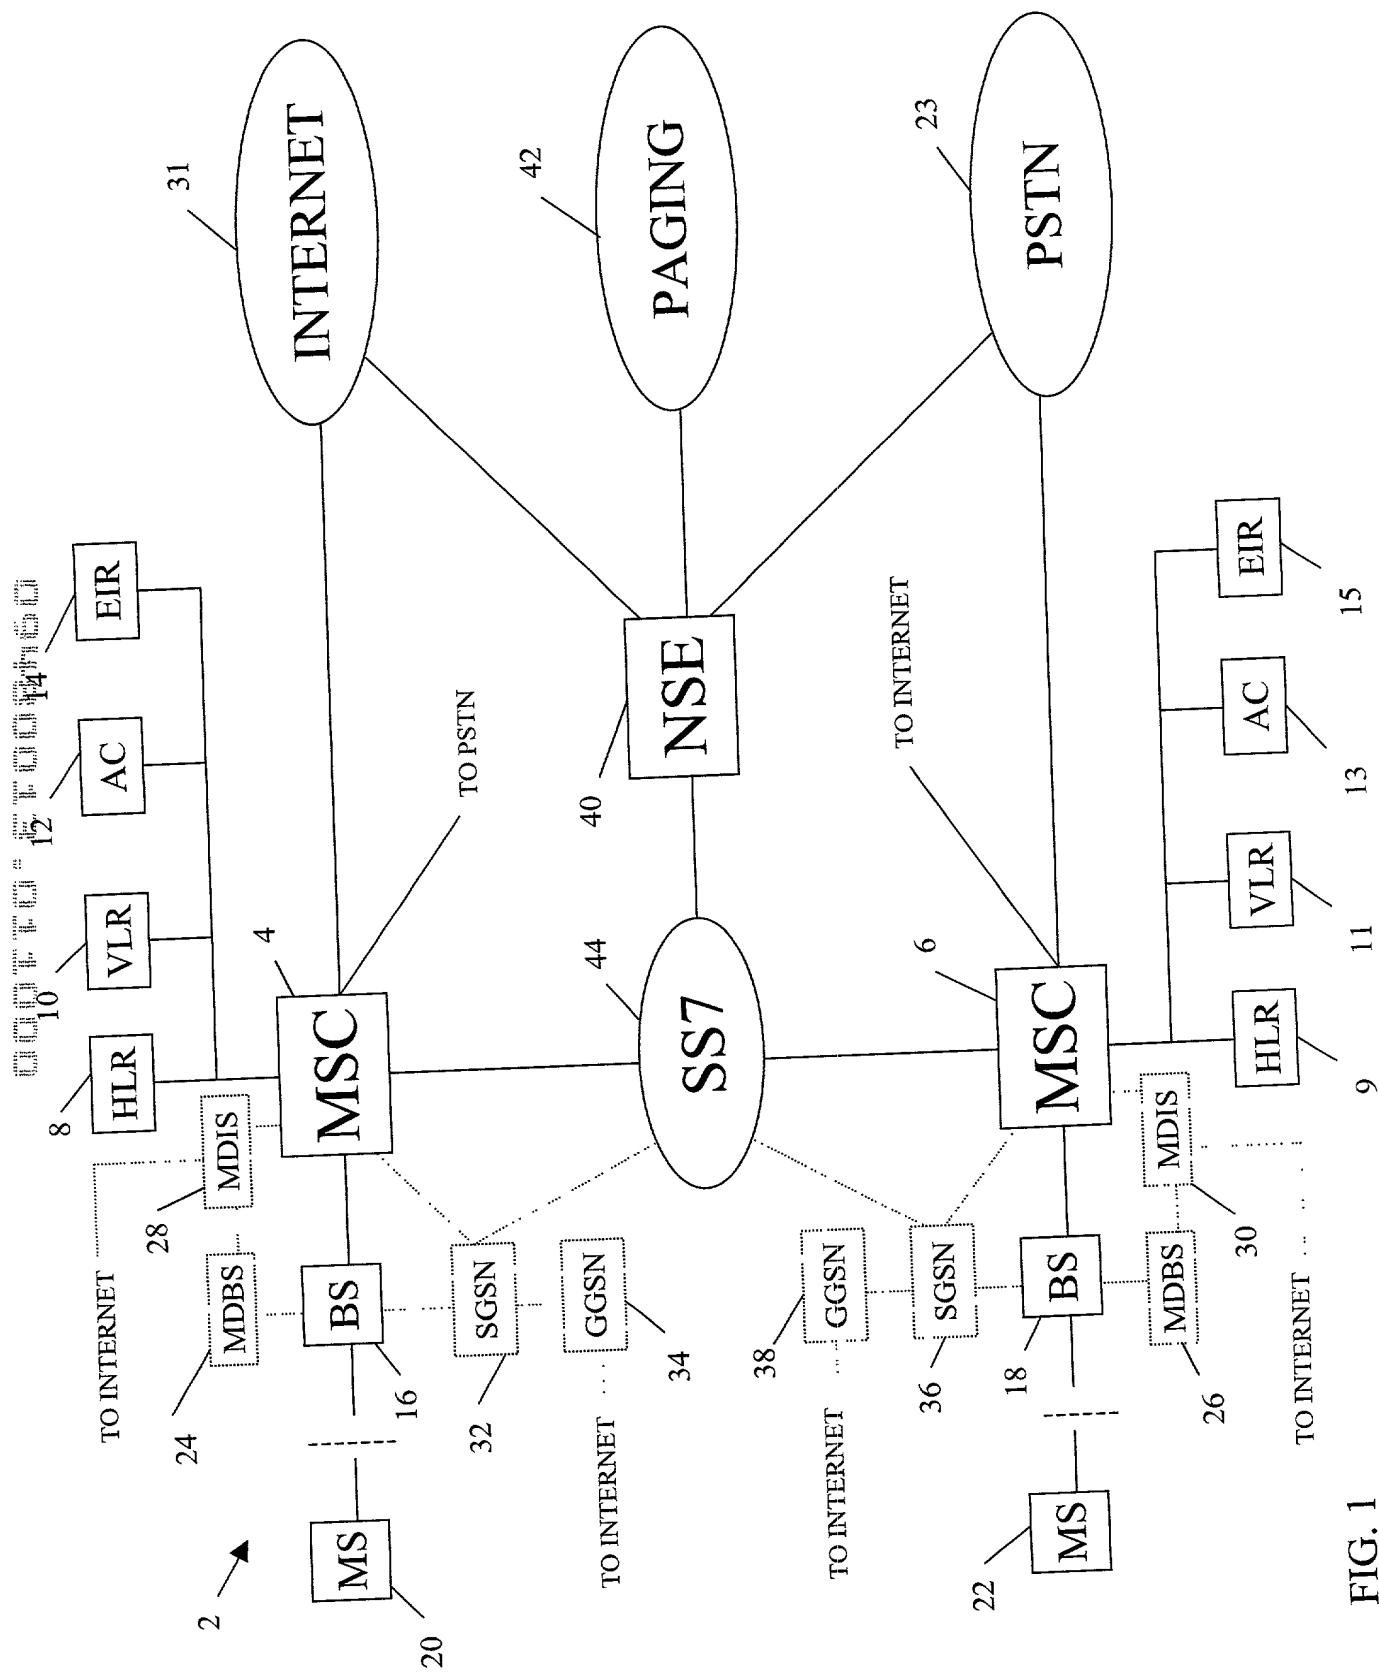 14
12
10
8
EIR
AC
VLR
HLR
31
INTERNET
4
MSC
MDIS
28
TO INTERNET
MDBS
24
BS
16
MS
20
2
TO PSTN
SGSN
32
GGSN
34
TO INTERNET
42
PAGING
NSE
40
44
SS7
23
PSTN
TO INTERNET
6
MSC
GGSN
38
TO INTERNET
SGSN
36
BS
18
MS
22
MDIS
30
MDBS
26
TO INTERNET
EIR
AC
VLR
HLR
15
13
11
9
FIG. 1